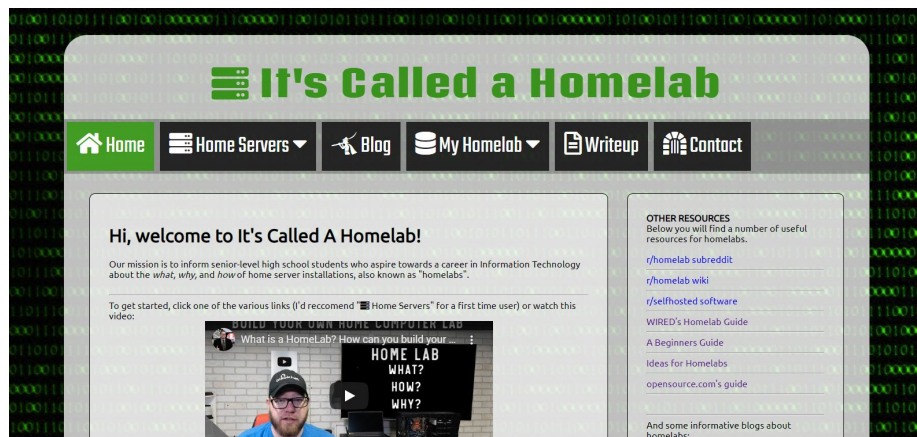 It's Called a Homelab
Home
Home Servers
Blog
My Homelab
Writeup
Contact
Hi, welcome to It's Called A Homelab!
Our mission is to inform senior-level high school students who aspire towards a career in Information Technology
about the what, why, and how of home server installations, also known as "homelabs".
To get started, click one of the various links (I'd reccomend " Home Servers" for a first time user) or watch this
video:
BUILD YOUR OWN HOME COMPUTER LAB
What is a HomeLab? How can you build your ...
HOME LAB
WHAT?
HOW?
WHY?
OTHER RESOURCES
Below you will find a number of useful
resources for homelabs.
r/homelab subreddit
r/homelab wiki
r/selfhosted software
WIRED's Homelab Guide
A Beginners Guide
Ideas for Homelabs
opensource.com's guide
And some informative blogs about
homelabs: